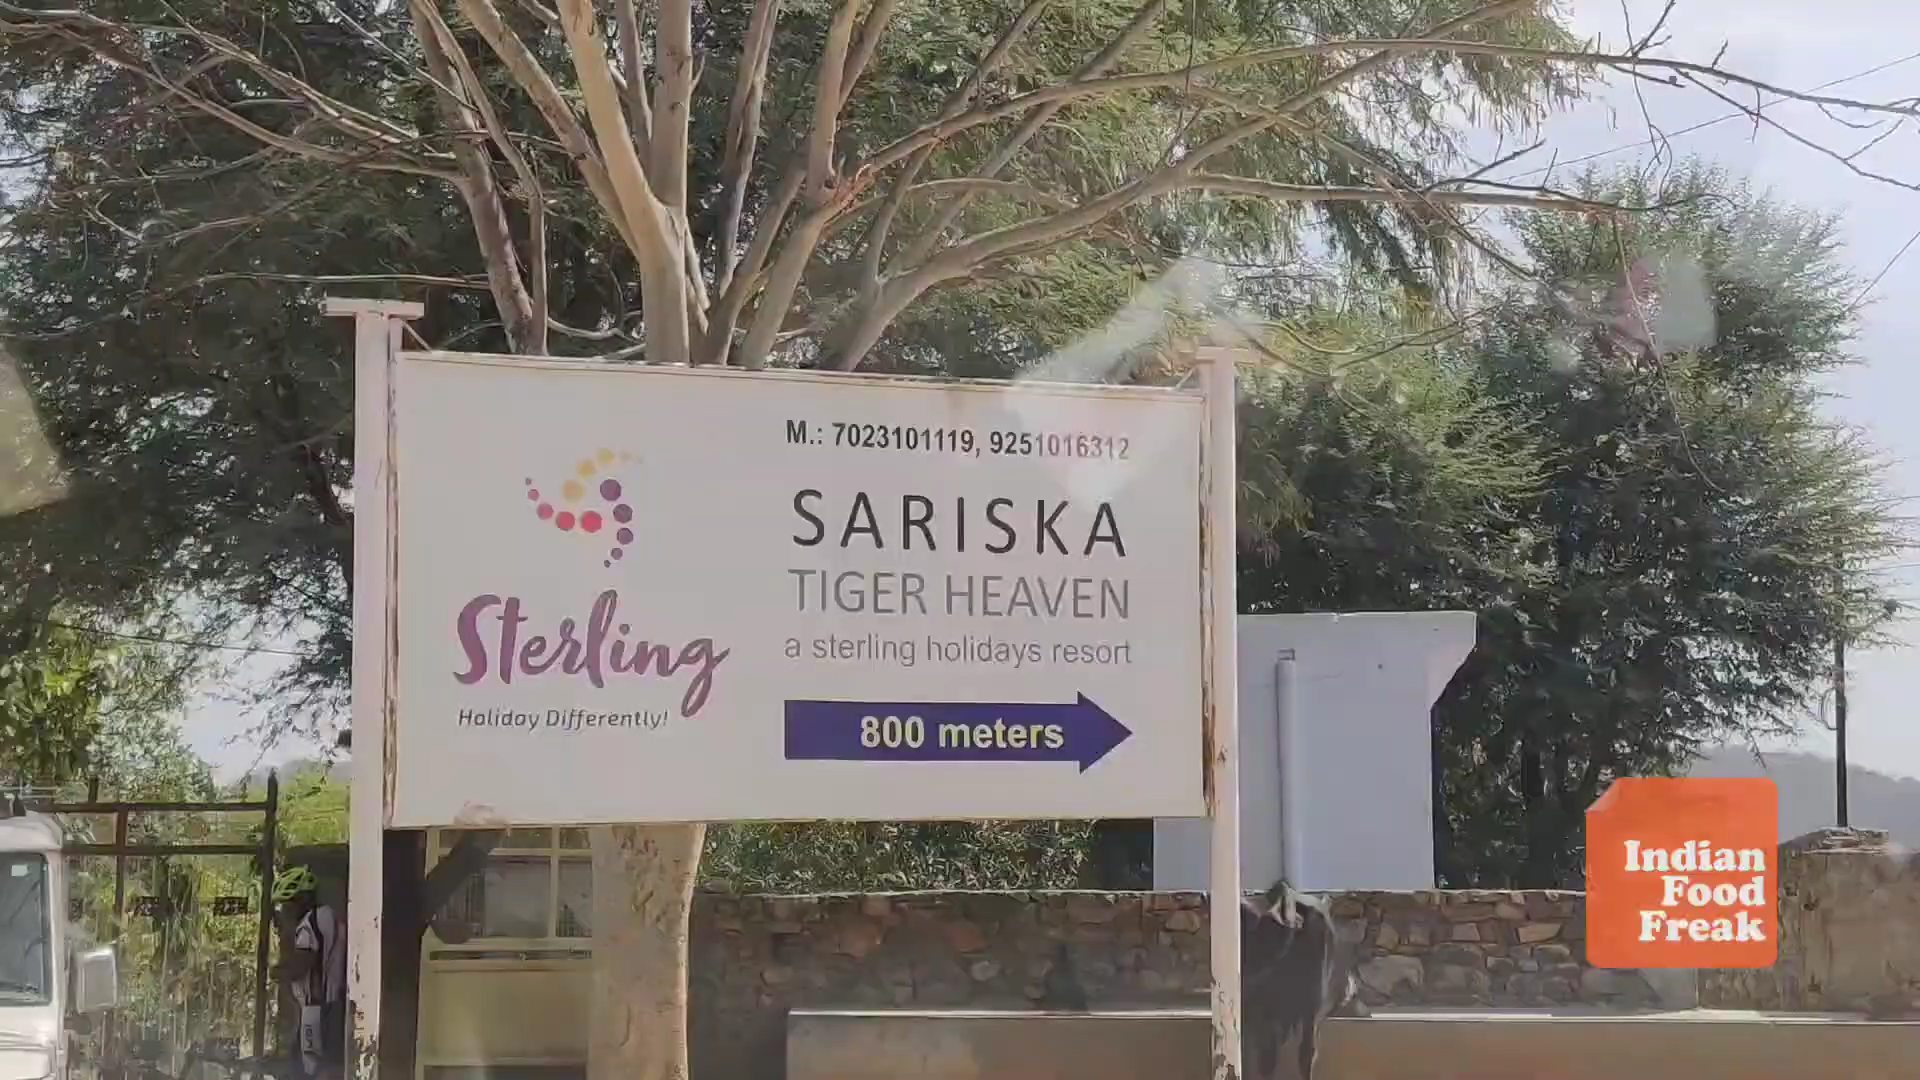 M.: 7023101119, 9251016312
SARISKA
TIGER HEAVEN
a sterling holidays resort
800 meters
Sterling
Holiday Differently!
Indian
Food
Freak